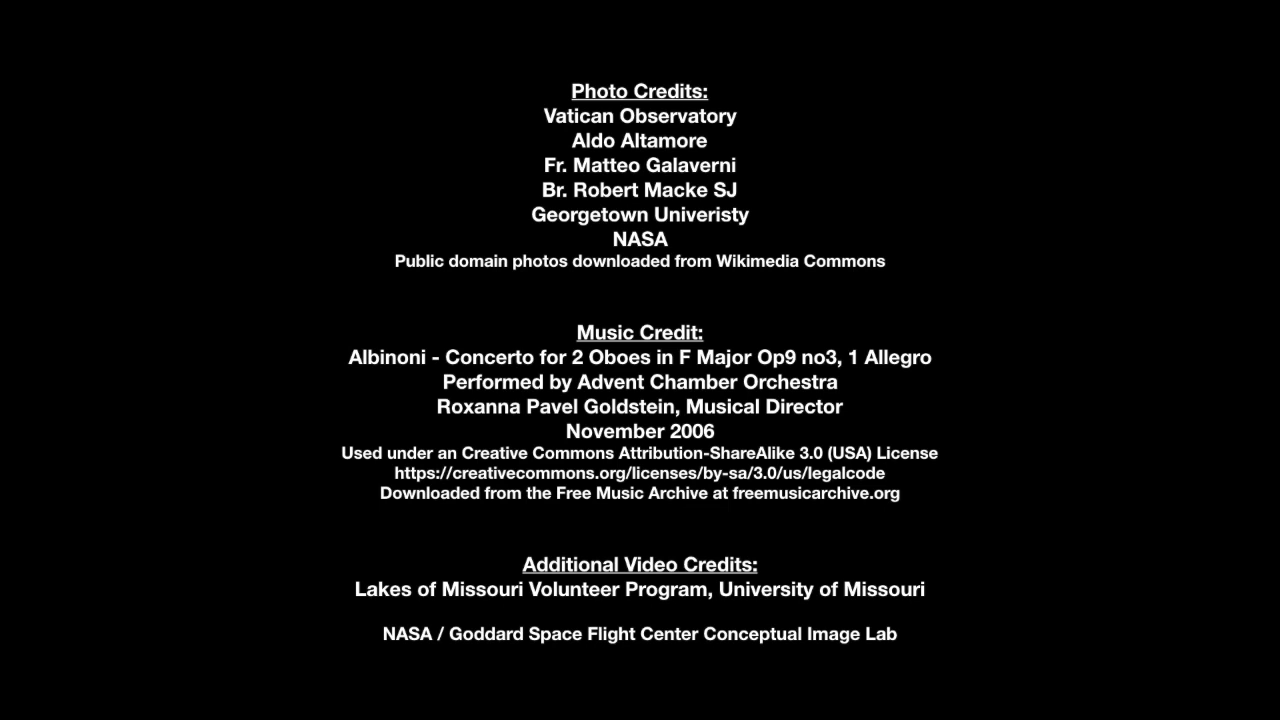 Photo Credits:
Vatican Observatory
Aldo Altamore
Fr. Matteo Galaverni
Br. Robert Macke SJ
Georgetown Univeristy
NASA
Public domain photos downloaded from Wikimedia Commons
Music Credit:
Albinoni - Concerto for 2 Oboes in F Major Op9 no3, 1 Allegro
Performed by Advent Chamber Orchestra
Roxanna Pavel Goldstein, Musical Director
November 2006
Used under an Creative Commons Attribution-ShareAlike 3.0 (USA) License
https://creativecommons.org/licenses/by-sa/3.0/us/legalcode
Downloaded from the Free Music Archive at freemusicarchive.org
Additional Video Credits:
Lakes of Missouri Volunteer Program, University of Missouri
NASA / Goddard Space Flight Center Conceptual Image Lab